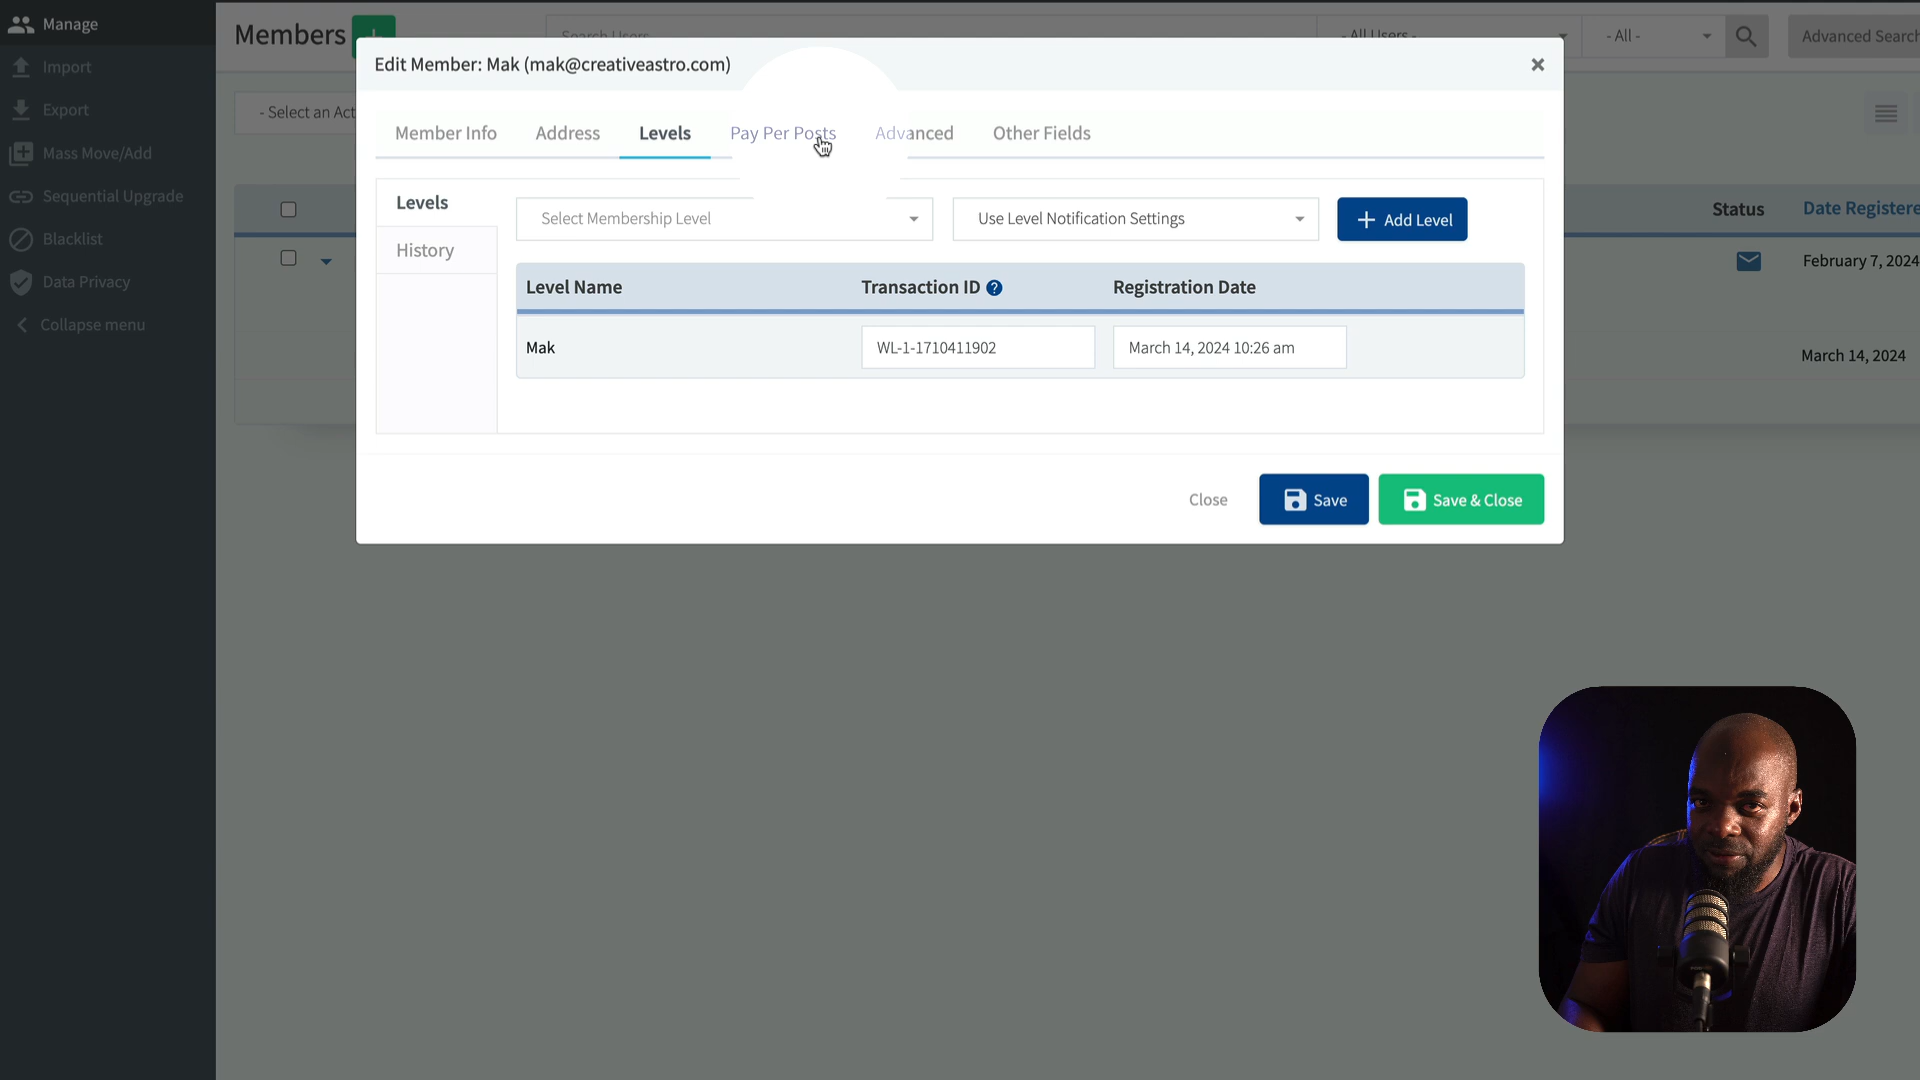 Manage
Import
Export
Mass Move/Add
Sequential Upgrade
Blacklist
Data Privacy
Collapse menu
Members
Search Users
- All Users -
- All -
Advanced Search
- Select an Act
Status
Date Registere
February 7, 2024
March 14, 2024
Edit Member: Mak (mak@creativeastro.com)
Member Info
Address
Levels
Pay Per Posts
Advanced
Other Fields
Levels
History
Select Membership Level
Use Level Notification Settings
Add Level
Level Name
Transaction ID
Registration Date
Mak
WL-1-1710411902
March 14, 2024 10:26 am
Close
Save
Save & Close